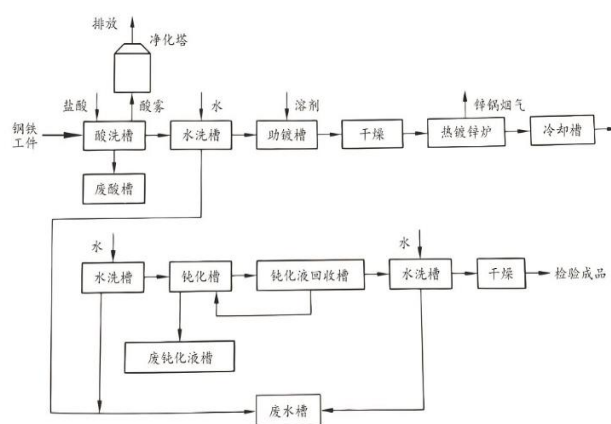 排放
净化塔
盐酸
酸雾
水
溶剂
锌锅烟气
钢铁
工件
酸洗槽
水洗槽
助镀槽
干燥
热镀锌炉
冷却槽
废酸槽
水
水
水洗槽
钝化槽
钝化液回收槽
水洗槽
干燥
检验成品
废钝化液槽
废水槽